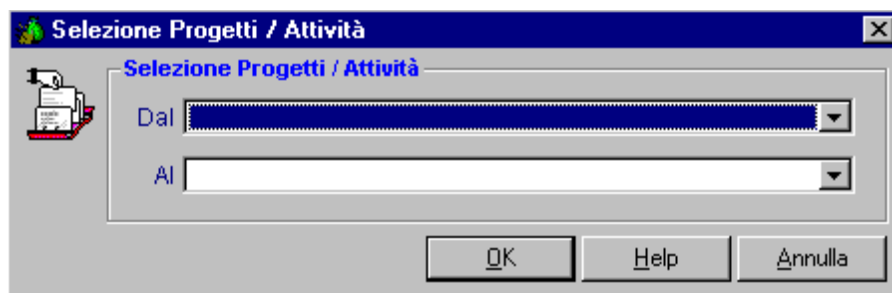 Selezione Progetti / Attività
Selezione Progetti / Attività
Dal
Al
OK Help Annulla